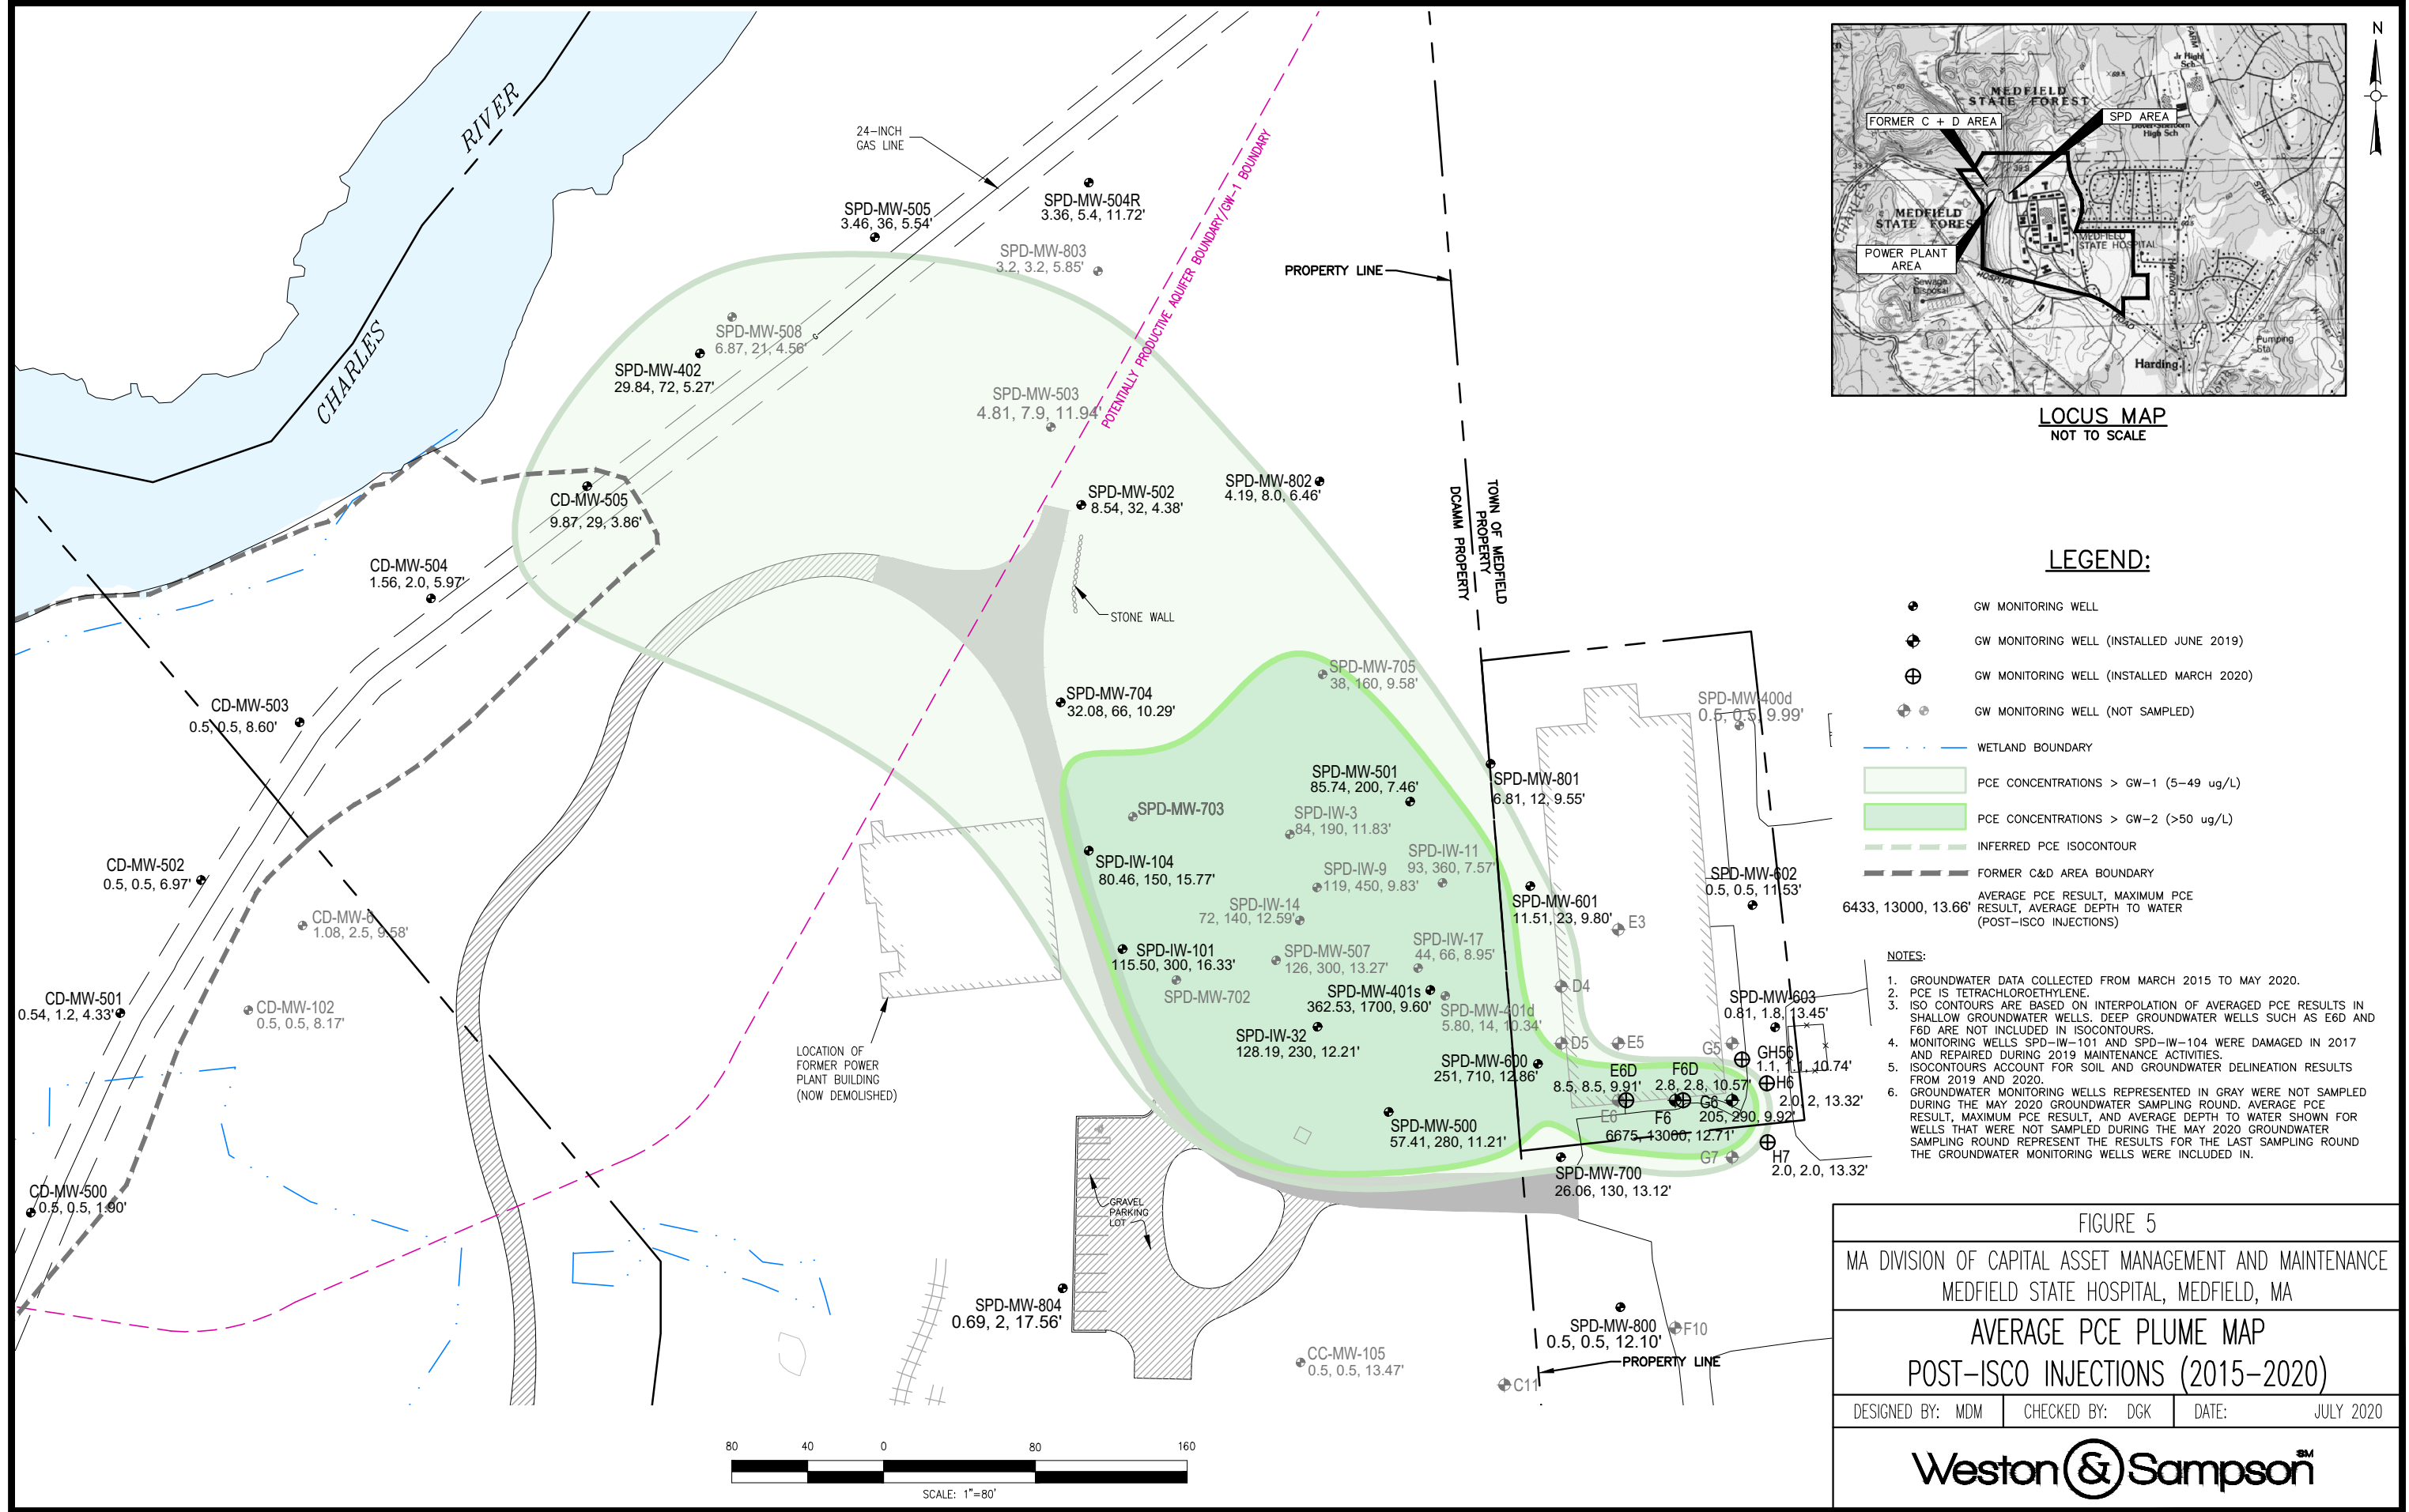 RIVER
CHARLES
24-INCH
GAS LINE
SPD-MW-504R
3.36, 5.4, 11.72'
SPD-MW-505
3.46, 36, 5.54'
SPD-MW-803
3.2, 3.2, 5.85'
POTENTIALLY PRODUCTIVE AQUIFER BOUNDARY/GW-1 BOUNDARY
PROPERTY LINE
SPD-MW-508
6.87, 21, 4.56'
SPD-MW-402
29.84, 72, 5.27'
G
SPD-MW-503
4.81, 7.9, 11.94'
SPD-MW-802
4.19, 8.0, 6.46'
SPD-MW-502
8.54, 32, 4.38'
CD-MW-505
9.87, 29, 3.86'
TOWN OF MEDFIELD
PROPERTY
DCAMM PROPERTY
CD-MW-504
1.56, 2.0, 5.97'
STONE WALL
SPD-MW-705
38, 160, 9.58'
SPD-MW-704
32.08, 66, 10.29'
SPD-MW-400d
0.5, 0.5, 9.99'
CD-MW-503
0.5, 0.5, 8.60'
SPD-MW-501
85.74, 200, 7.46'
SPD-MW-801
6.81, 12, 9.55'
SPD-MW-703
SPD-IW-3
84, 190, 11.83'
SPD-IW-11
93, 360, 7.57'
SPD-IW-104
80.46, 150, 15.77'
SPD-IW-9
119, 450, 9.83'
CD-MW-502
0.5, 0.5, 6.97'
SPD-MW-602
0.5, 0.5, 11.53'
SPD-IW-14
72, 140, 12.59'
SPD-MW-601
11.51, 23, 9.80'
CD-MW-6
1.08, 2.5, 9.58'
E3
SPD-IW-17
44, 66, 8.95'
SPD-IW-101
115.50, 300, 16.33'
SPD-MW-507
126, 300, 13.27'
SPD-MW-702
D4
SPD-MW-401s
362.53, 1700, 9.60'
SPD-MW-401d
5.80, 14, 10.34'
SPD-MW-603
0.81, 1.8, 13.45'
CD-MW-501
0.54, 1.2, 4.33'
CD-MW-102
0.5, 0.5, 8.17'
SPD-IW-32
128.19, 230, 12.21'
D5
E5
G5
GH56
1.1, 1.1, 10.74'
LOCATION OF
FORMER POWER
PLANT BUILDING
(NOW DEMOLISHED)
SPD-MW-600
251, 710, 12.86'
E6D
8.5, 8.5, 9.91'
F6D
2.8, 2.8, 10.57'
H6
2.0, 2, 13.32'
G6
205, 290, 9.92'
E6
F6
6675, 13000, 12.71'
SPD-MW-500
57.41, 280, 11.21'
G7
H7
2.0, 2.0, 13.32'
SPD-MW-700
26.06, 130, 13.12'
CD-MW-500
0.5, 0.5, 1.90'
GRAVEL
PARKING
LOT
SPD-MW-804
0.69, 2, 17.56'
SPD-MW-800
0.5, 0.5, 12.10'
F10
CC-MW-105
0.5, 0.5, 13.47'
PROPERTY LINE
C11
80 40 0 80 160
SCALE: 1"=80'
N
Jr High
Sch
MEDFIELD
STATE FOREST
FORMER C + D AREA
SPD AREA
High Sch
MEDFIELD
STATE FOREST
CHARLES
MEDFIELD
STATE HOSPITAL
POWER PLANT
AREA
HOSPITAL
ROAD
Sewage
Disposal
HARDING
STREET
FARM
Pumping
Sta
Harding
LOCUS MAP
NOT TO SCALE
LEGEND:
GW MONITORING WELL
GW MONITORING WELL (INSTALLED JUNE 2019)
GW MONITORING WELL (INSTALLED MARCH 2020)
GW MONITORING WELL (NOT SAMPLED)
WETLAND BOUNDARY
PCE CONCENTRATIONS > GW-1 (5-49 ug/L)
PCE CONCENTRATIONS > GW-2 (>50 ug/L)
INFERRED PCE ISOCONTOUR
FORMER C&D AREA BOUNDARY
6433, 13000, 13.66'
AVERAGE PCE RESULT, MAXIMUM PCE
RESULT, AVERAGE DEPTH TO WATER
(POST-ISCO INJECTIONS)
NOTES:
1. GROUNDWATER DATA COLLECTED FROM MARCH 2015 TO MAY 2020.
2. PCE IS TETRACHLOROETHYLENE.
3. ISO CONTOURS ARE BASED ON INTERPOLATION OF AVERAGED PCE RESULTS IN
SHALLOW GROUNDWATER WELLS. DEEP GROUNDWATER WELLS SUCH AS E6D AND
F6D ARE NOT INCLUDED IN ISOCONTOURS.
4. MONITORING WELLS SPD-IW-101 AND SPD-IW-104 WERE DAMAGED IN 2017
AND REPAIRED DURING 2019 MAINTENANCE ACTIVITIES.
5. ISOCONTOURS ACCOUNT FOR SOIL AND GROUNDWATER DELINEATION RESULTS
FROM 2019 AND 2020.
6. GROUNDWATER MONITORING WELLS REPRESENTED IN GRAY WERE NOT SAMPLED
DURING THE MAY 2020 GROUNDWATER SAMPLING ROUND. AVERAGE PCE
RESULT, MAXIMUM PCE RESULT, AND AVERAGE DEPTH TO WATER SHOWN FOR
WELLS THAT WERE NOT SAMPLED DURING THE MAY 2020 GROUNDWATER
SAMPLING ROUND REPRESENT THE RESULTS FOR THE LAST SAMPLING ROUND
THE GROUNDWATER MONITORING WELLS WERE INCLUDED IN.
FIGURE 5
MA DIVISION OF CAPITAL ASSET MANAGEMENT AND MAINTENANCE
MEDFIELD STATE HOSPITAL, MEDFIELD, MA
AVERAGE PCE PLUME MAP
POST-ISCO INJECTIONS (2015-2020)
DESIGNED BY: MDM CHECKED BY: DGK DATE: JULY 2020
Weston & Sampson SM